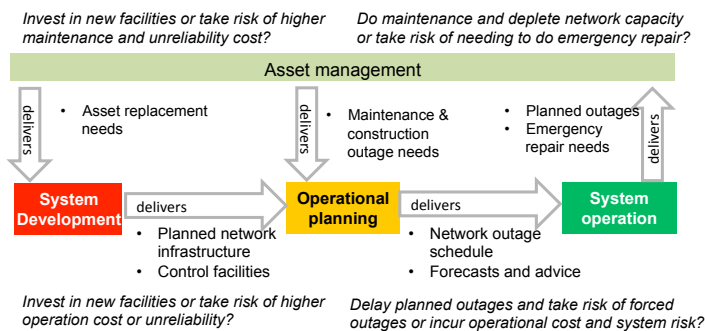 Invest in new facilities or take risk of higher
maintenance and unreliability cost?
Do maintenance and deplete network capacity
or take risk of needing to do emergency repair?
Asset management
delivers
• Asset replacement
needs
delivers
• Maintenance &
construction
outage needs
• Planned outages
• Emergency
repair needs
delivers
System
Development
delivers
Operational
planning
delivers
System
operation
• Planned network
infrastructure
• Control facilities
• Network outage
schedule
• Forecasts and advice
Invest in new facilities or take risk of higher
operation cost or unreliability?
Delay planned outages and take risk of forced
outages or incur operational cost and system risk?